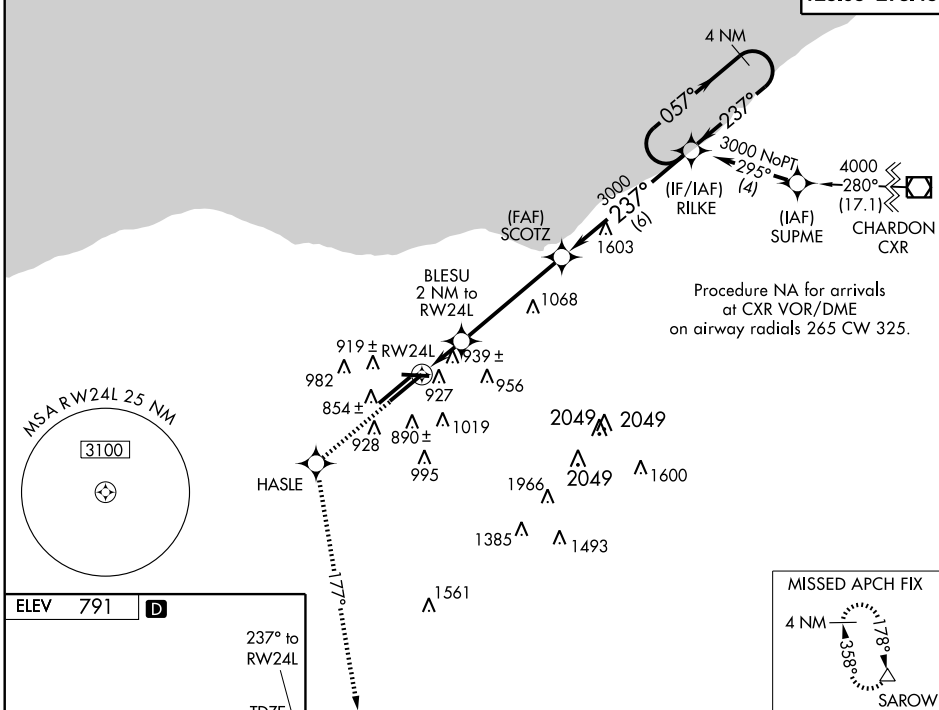 4 NM
057°
237°
3000 NoPT
295°
(4)
4000
280°
(17.1)
CHARDON
CXR
(IF/IAF)
RILKE
(IAF)
SUPME
3000
237°
(6)
(FAF)
SCOTZ
1603
BLESU
2 NM to
RW24L
1068
Procedure NA for arrivals
at CXR VOR/DME
on airway radials 265 CW 325.
919 ±
RW24L
939 ±
982
927
956
854 ±
928
890 ±
1019
2049
2049
995
2049
1600
HASLE
1966
1385
1493
1561
177°
MSA RW24L 25 NM
3100
ELEV 791 D
237° to
RW24L
MISSED APCH FIX
4 NM
178°
358°
SAROW